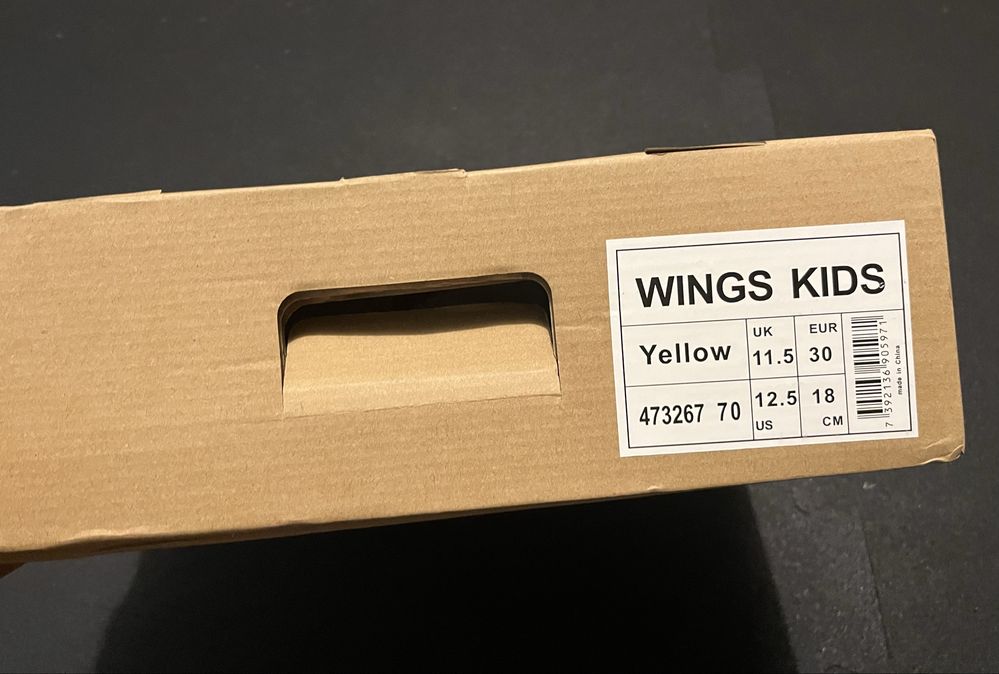 WINGS KIDS
Yellow
UK
11.5
EUR
30
473267 70
12.5
US
18
CM
7 392136 905971
made in China